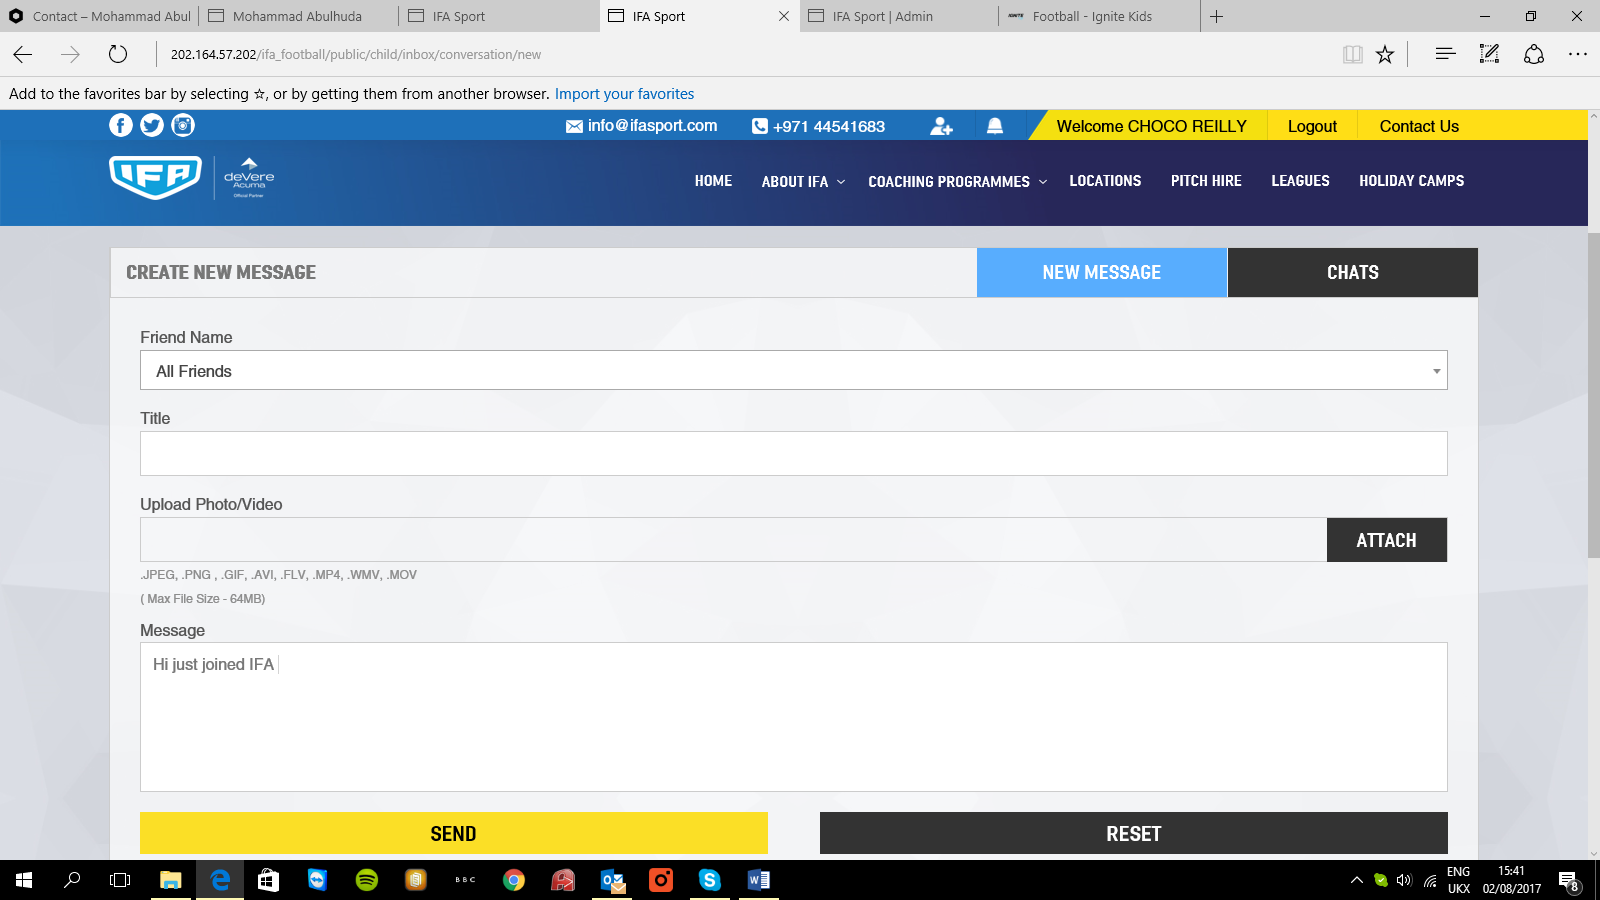 Contact – Mohammad Abul
Mohammad Abulhuda
IFA Sport
IFA Sport
IFA Sport | Admin
IGNITE
Football - Ignite Kids
202.164.57.202/ifa_football/public/child/inbox/conversation/new
Add to the favorites bar by selecting ☆, or by getting them from another browser. Import your favorites
info@ifasport.com
+971 44541683
Welcome CHOCO REILLY
Logout
Contact Us
IFA
deVere
Acuma
Official Partner
HOME
ABOUT IFA
COACHING PROGRAMMES
LOCATIONS
PITCH HIRE
LEAGUES
HOLIDAY CAMPS
CREATE NEW MESSAGE
NEW MESSAGE
CHATS
Friend Name
All Friends
Title
Upload Photo/Video
ATTACH
.JPEG, .PNG , .GIF, .AVI, .FLV, .MP4, .WMV, .MOV
( Max File Size - 64MB)
Message
Hi just joined IFA
SEND
RESET
BBC
ENG
UKX
15:41
02/08/2017
8